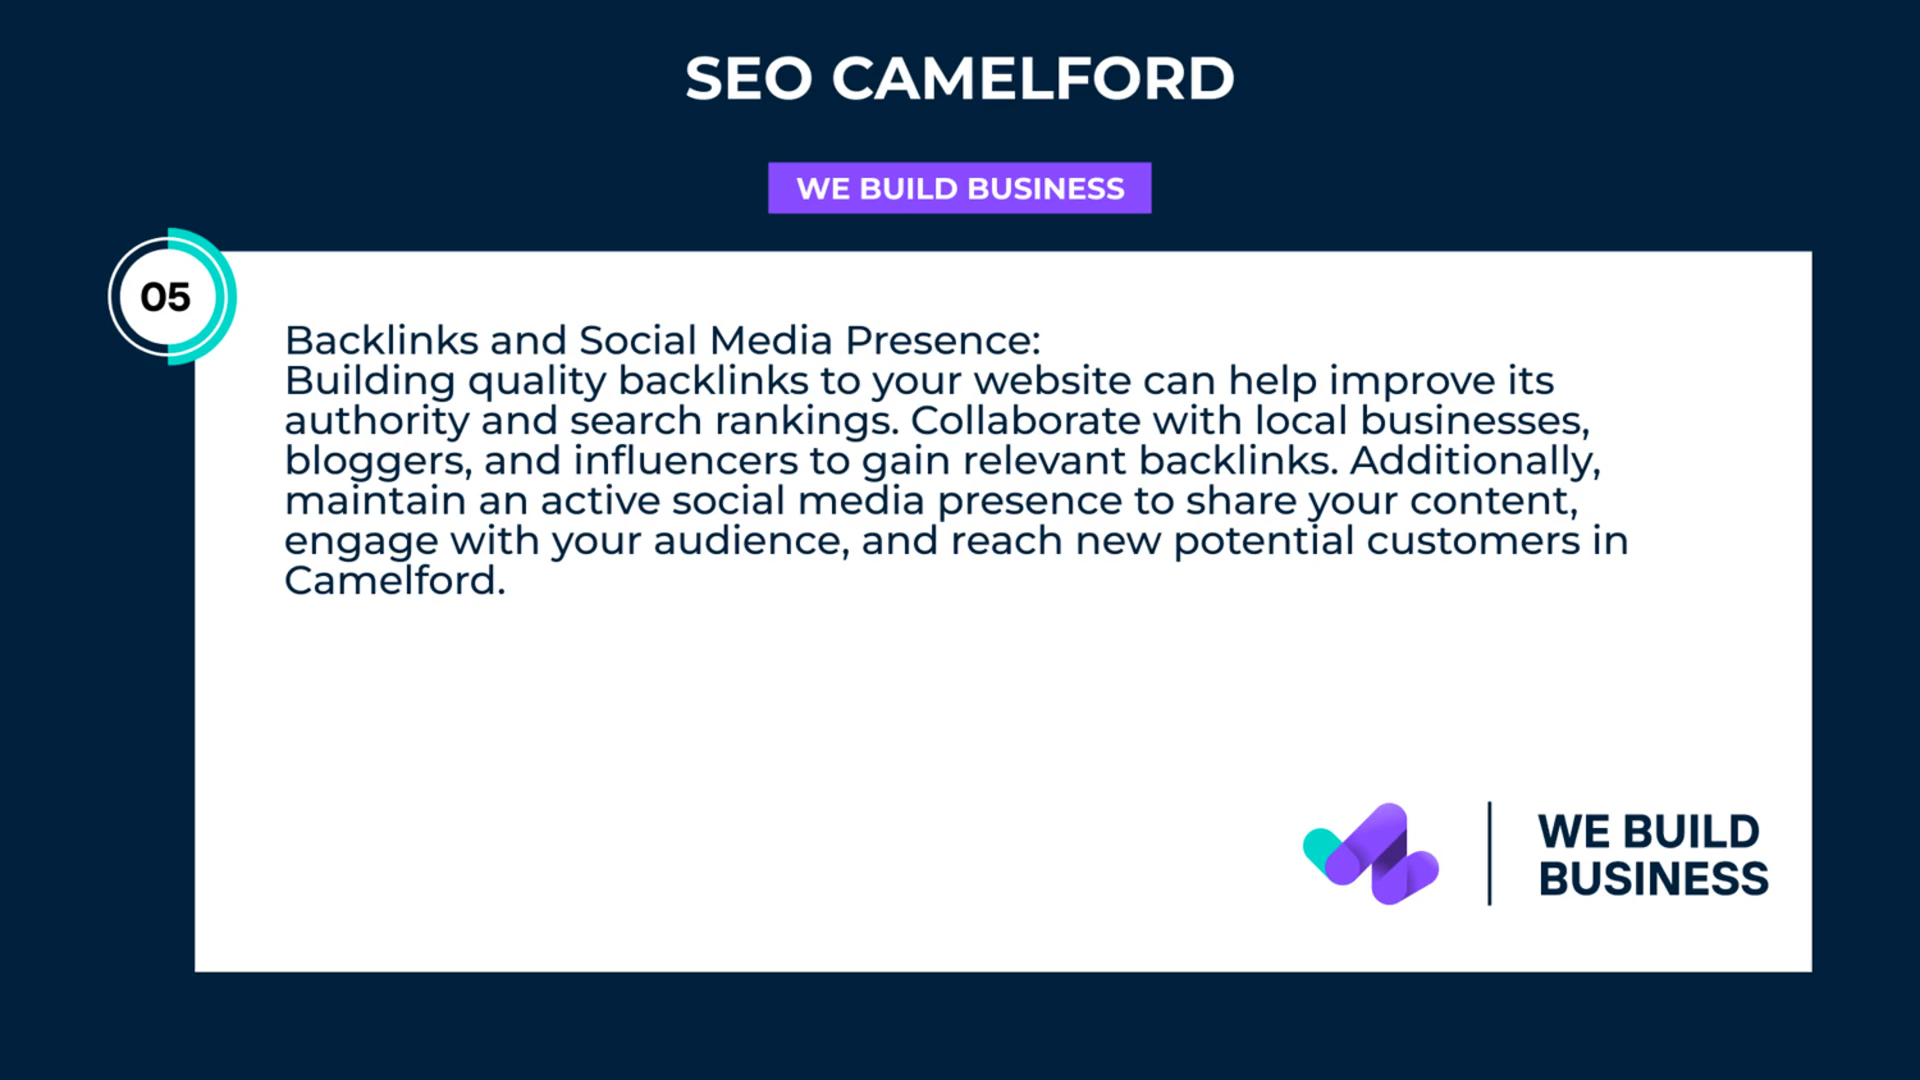 SEO CAMELFORD
WE BUILD BUSINESS
05
Backlinks and Social Media Presence:
Building quality backlinks to your website can help improve its
authority and search rankings. Collaborate with local businesses,
bloggers, and influencers to gain relevant backlinks. Additionally,
maintain an active social media presence to share your content,
engage with your audience, and reach new potential customers in
Camelford.
WE BUILD
BUSINESS